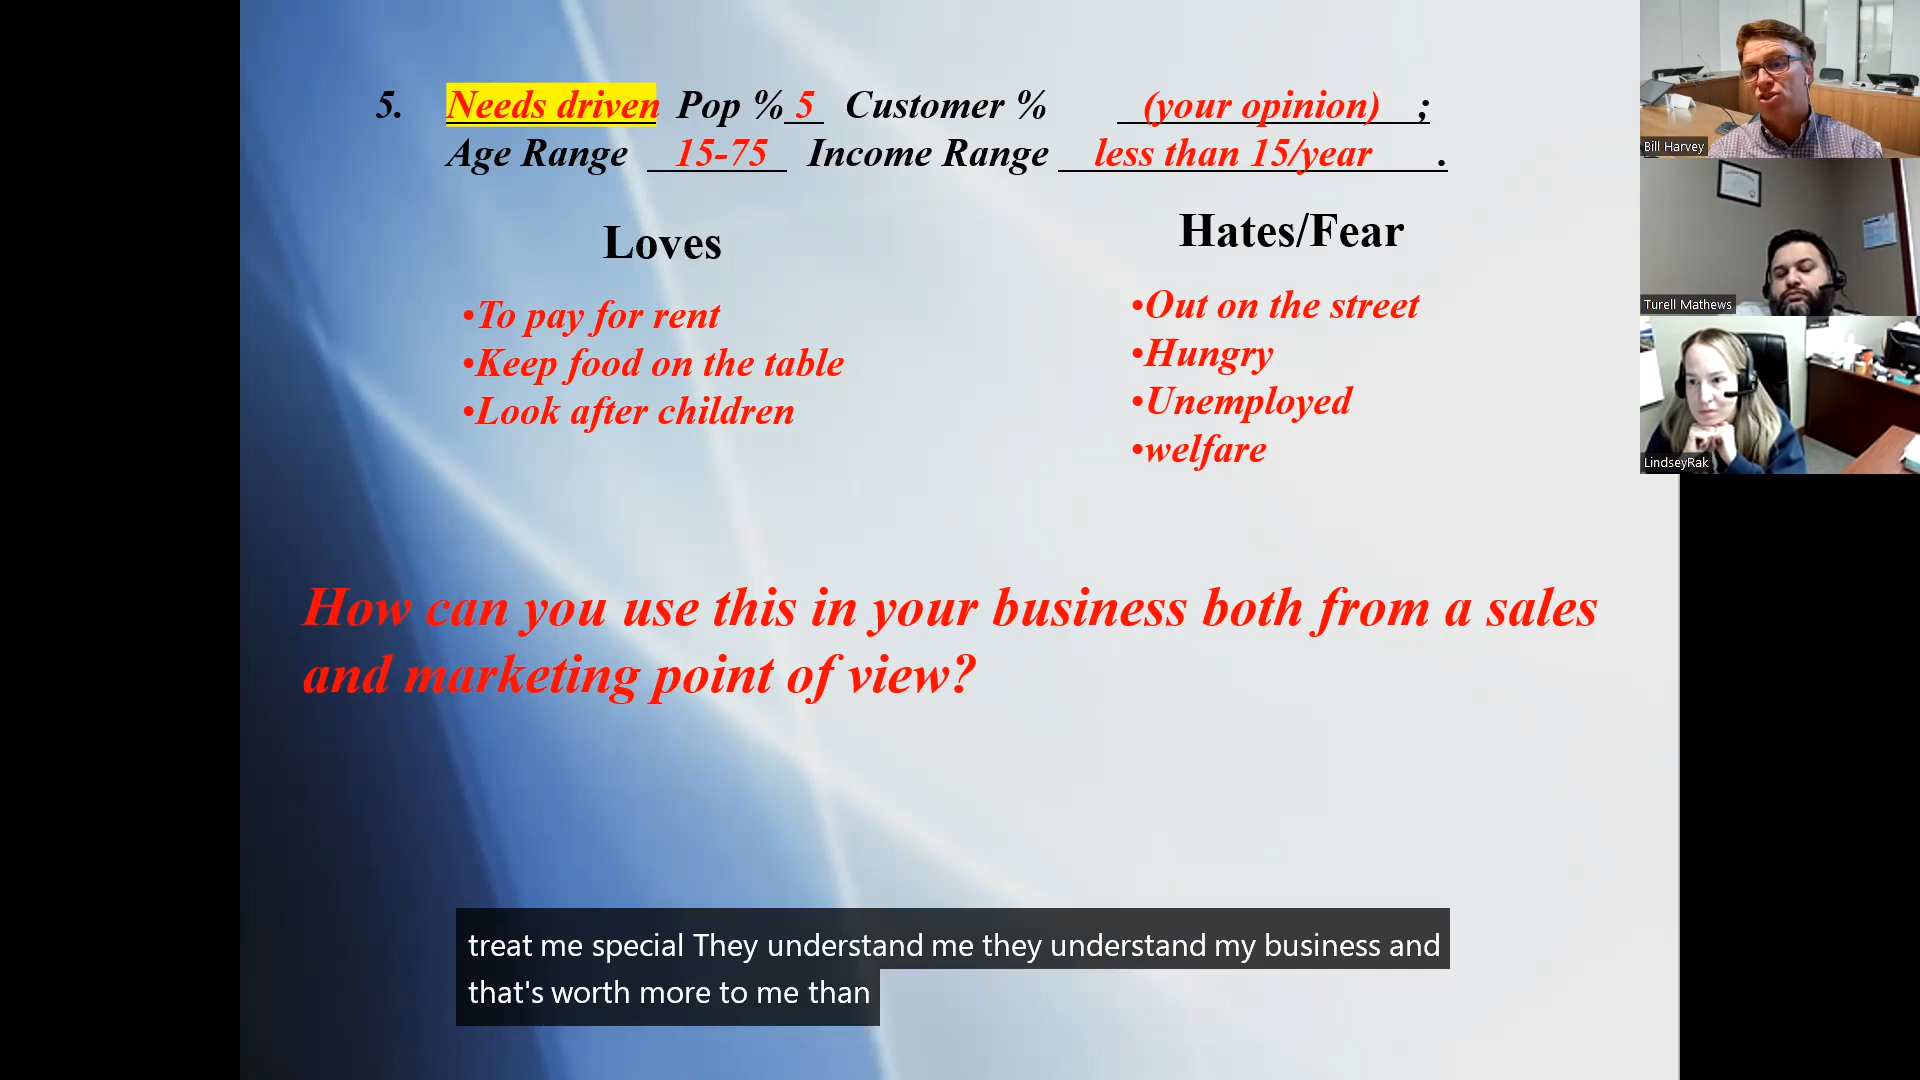 5. Needs driven Pop % 5 Customer % (your opinion) ;
Age Range 15-75 Income Range less than 15/year .
Loves
Hates/Fear
•To pay for rent
•Keep food on the table
•Look after children
•Out on the street
•Hungry
•Unemployed
•welfare
How can you use this in your business both from a sales
and marketing point of view?
treat me special They understand me they understand my business and
that's worth more to me than
Bill Harvey
Turell Mathews
LindseyRak